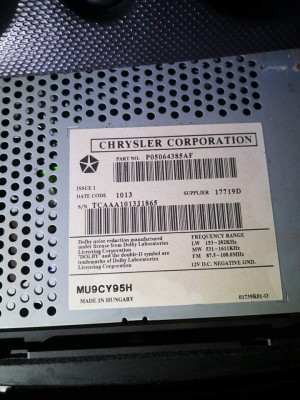 CHRYSLER CORPORATION
PART NO. P05064385AF
ISSUE 1
DATE CODE 1013 SUPPLIER 17719D
S/N TCAAA101331865
Dolby noise reduction manufactured
under license from Dolby Laboratories
Licensing Corporation
"DOLBY" and the double-D symbol are
trademarks of Dolby Laboratories
Licensing Corporation
FREQUENCY RANGE
LW 153-282KHz
MW 531-1611KHz
FM 87.5-108.0MHz
12V D.C. NEGATIVE GND.
MU9CY95H
MADE IN HUNGARY 01739K01-O